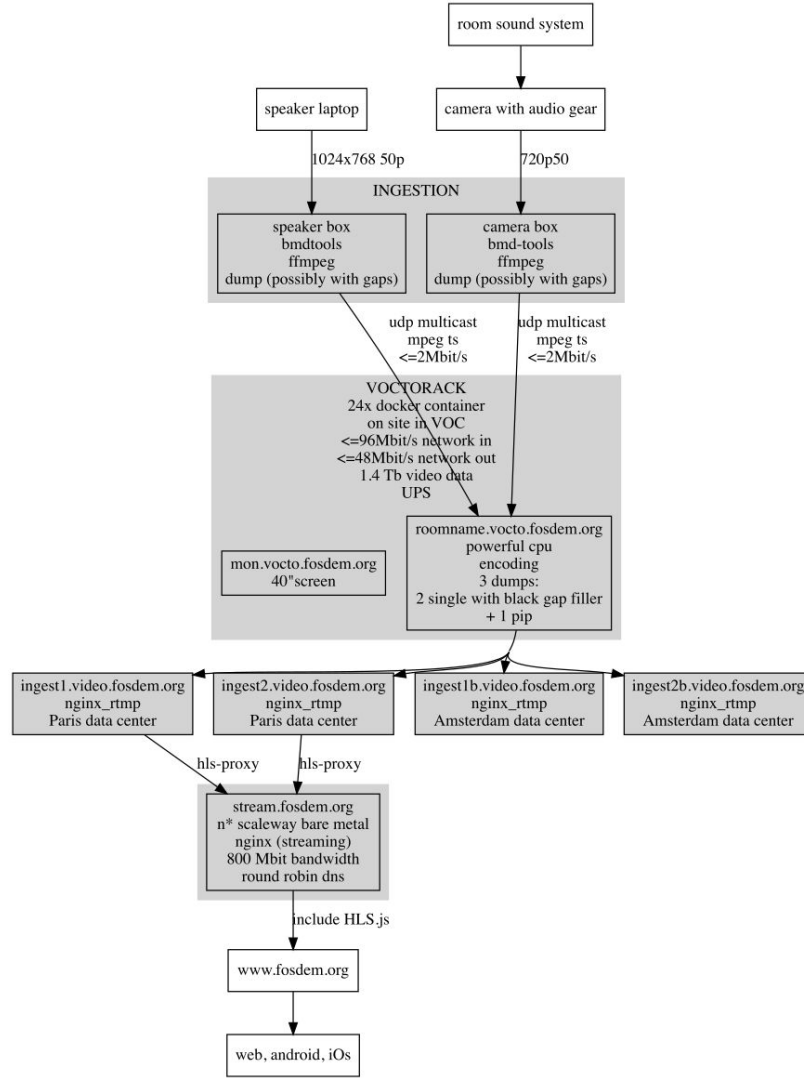 room sound system
speaker laptop
camera with audio gear
1024x768 50p
720p50
INGESTION
speaker box
bmdtools
ffmpeg
dump (possibly with gaps)
camera box
bmd-tools
ffmpeg
dump (possibly with gaps)
udp multicast
mpeg ts
<=2Mbit/s
udp multicast
mpeg ts
<=2Mbit/s
VOCTORACK
24x docker container
on site in VOC
<=96Mbit/s network in
<=48Mbit/s network out
1.4 Tb video data
UPS
mon.vocto.fosdem.org
40"screen
roomname.vocto.fosdem.org
powerful cpu
encoding
3 dumps:
2 single with black gap filler
+ 1 pip
ingest1.video.fosdem.org
nginx_rtmp
Paris data center
ingest2.video.fosdem.org
nginx_rtmp
Paris data center
ingest1b.video.fosdem.org
nginx_rtmp
Amsterdam data center
ingest2b.video.fosdem.org
nginx_rtmp
Amsterdam data center
hls-proxy
hls-proxy
stream.fosdem.org
n* scaleway bare metal
nginx (streaming)
800 Mbit bandwidth
round robin dns
include HLS.js
www.fosdem.org
web, android, iOs